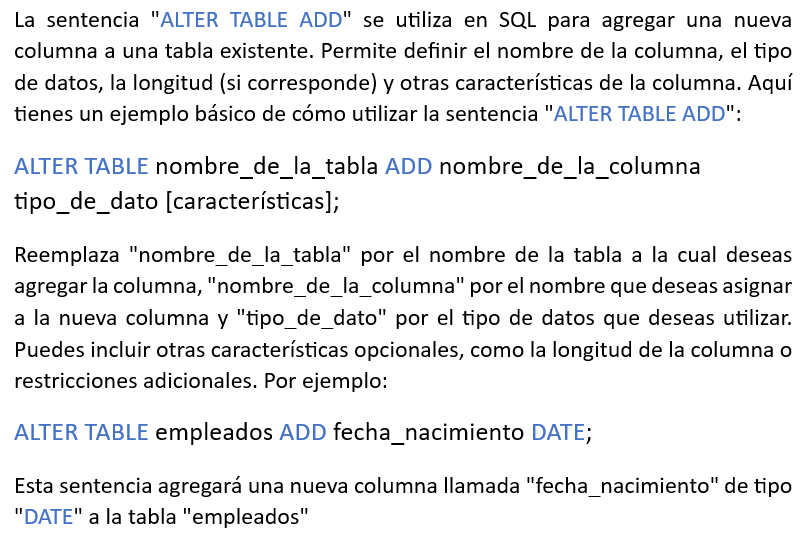 La sentencia "ALTER TABLE ADD" se utiliza en SQL para agregar una nueva
columna a una tabla existente. Permite definir el nombre de la columna, el tipo
de datos, la longitud (si corresponde) y otras características de la columna. Aquí
tienes un ejemplo básico de cómo utilizar la sentencia "ALTER TABLE ADD":
ALTER TABLE nombre_de_la_tabla ADD nombre_de_la_columna
tipo_de_dato [características];
Reemplaza "nombre_de_la_tabla" por el nombre de la tabla a la cual deseas
agregar la columna, "nombre_de_la_columna" por el nombre que deseas asignar
a la nueva columna y "tipo_de_dato" por el tipo de datos que deseas utilizar.
Puedes incluir otras características opcionales, como la longitud de la columna o
restricciones adicionales. Por ejemplo:
ALTER TABLE empleados ADD fecha_nacimiento DATE;
Esta sentencia agregará una nueva columna llamada "fecha_nacimiento" de tipo
"DATE" a la tabla "empleados"